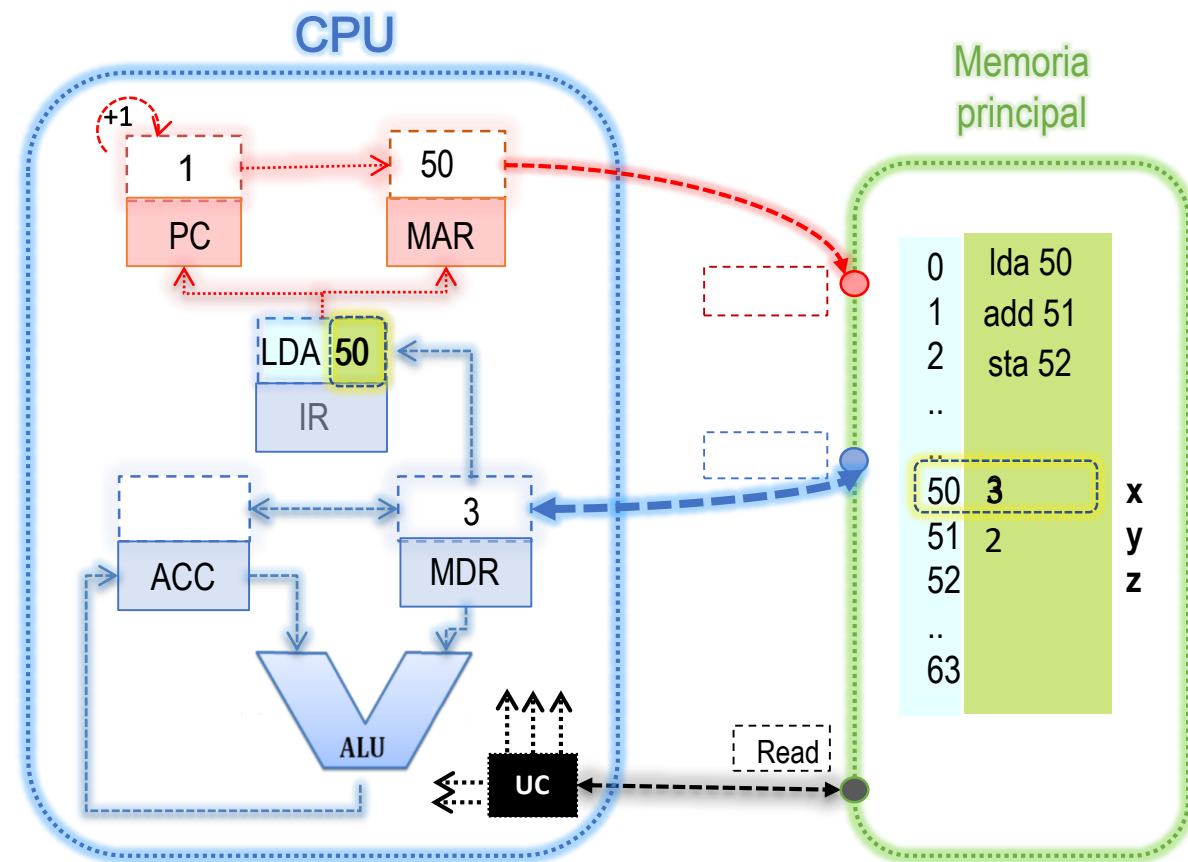 CPU
Memoria
principal
+1
1
50
PC
MAR
LDA 50
IR
3
ACC
MDR
ALU
UC
Read
0 lda 50
1 add 51
2 sta 52
..
..
50 3 x
51 2 y
52 z
..
63